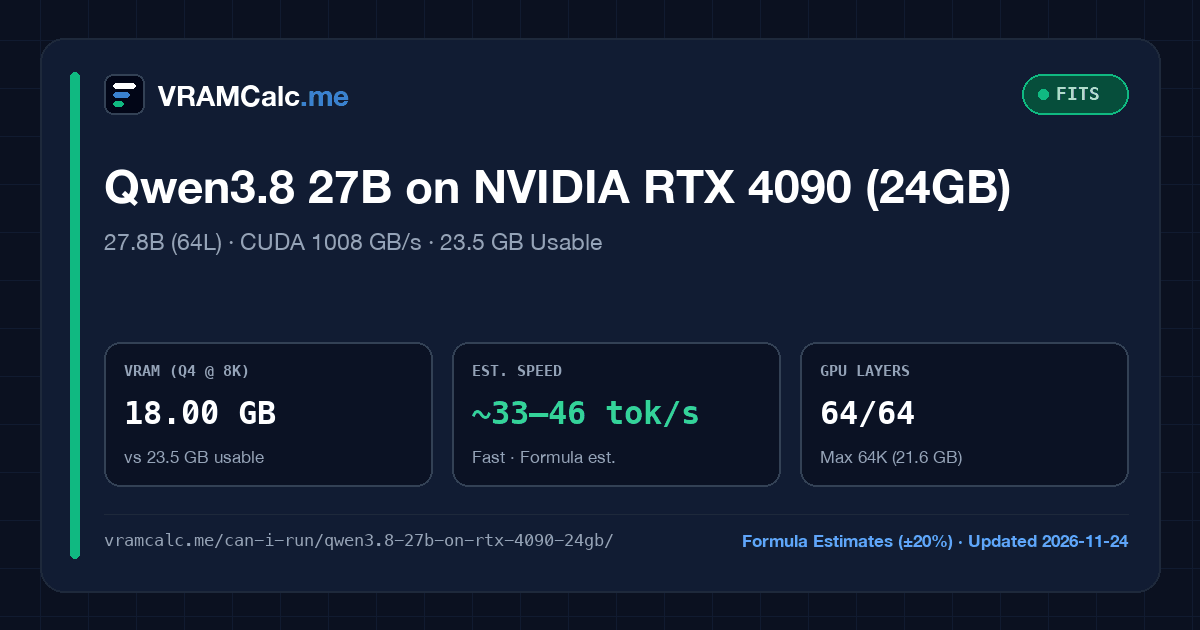 VRAMCalc.me
FITS
Qwen3.8 27B on NVIDIA RTX 4090 (24GB)
27.8B (64L) · CUDA 1008 GB/s · 23.5 GB Usable
VRAM (Q4 @ 8K)
18.00 GB
vs 23.5 GB usable
EST. SPEED
~33–46 tok/s
Fast · Formula est.
GPU LAYERS
64/64
Max 64K (21.6 GB)
vramcalc.me/can-i-run/qwen3.8-27b-on-rtx-4090-24gb/
Formula Estimates (±20%) · Updated 2026-11-24